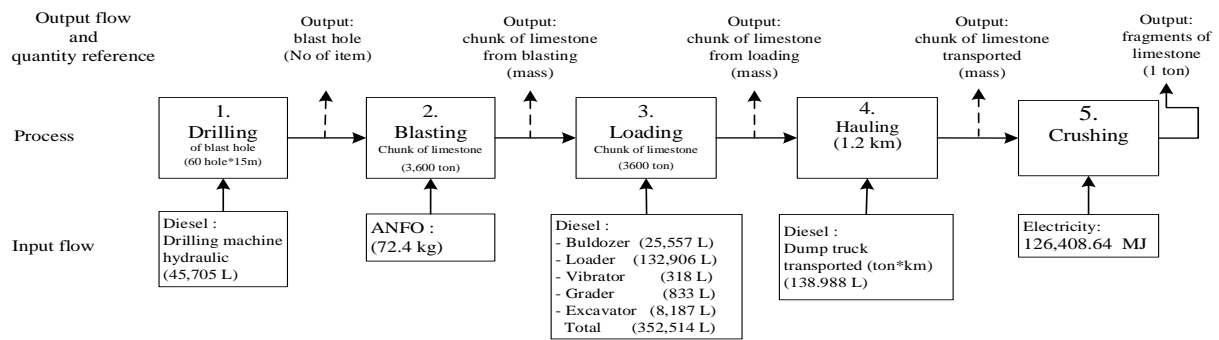 Output flow
and
quantity reference
Output:
blast hole
(No of item)
Output:
chunk of limestone
from blasting
(mass)
Output:
chunk of limestone
from loading
(mass)
Output:
chunk of limestone
transported
(mass)
Output:
fragments of
limestone
(1 ton)
Process
1.
Drilling
of blast hole
(60 hole*15m)
2.
Blasting
Chunk of limestone
(3,600 ton)
3.
Loading
Chunk of limestone
(3600 ton)
4.
Hauling
(1.2 km)
5.
Crushing
Input flow
Diesel :
Drilling machine
hydraulic
(45,705 L)
ANFO :
(72.4 kg)
Diesel :
- Buldozer (25,557 L)
- Loader (132,906 L)
- Vibrator (318 L)
- Grader (833 L)
- Excavator (8,187 L)
Total (352,514 L)
Diesel :
Dump truck
transported (ton*km)
(138.988 L)
Electricity:
126,408.64 MJ